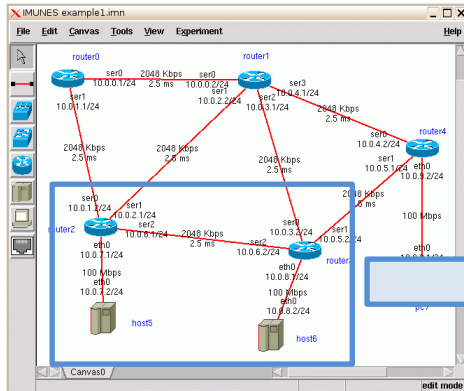 IMUNES example1.imn
File Edit Canvas Tools View Experiment Help
router0
router1
ser0
10.0.0.1/24
2048 Kbps
2.5 ms
ser0
10.0.0.2/24
ser3
10.0.4.1/24
ser1
10.0.1.1/24
ser1
10.0.2.2/24
ser2
10.0.3.1/24
2048 Kbps
2.5 ms
router4
ser0
10.0.4.2/24
2048 Kbps
2.5 ms
2048 Kbps
2.5 ms
2048 Kbps
2.5 ms
ser1
10.0.5.1/24
eth0
10.0.9.2/24
2048 Kbps
2.5 ms
ser0
10.0.1.2/24
ser1
10.0.2.1/24
router2
ser2
10.0.6.1/24
2048 Kbps
2.5 ms
ser2
10.0.6.2/24
ser0
10.0.3.2/24
ser1
10.0.5.2/24
100 Mbps
eth0
10.0.7.1/24
100 Mbps
eth0
10.0.7.2/24
eth0
10.0.8.1/24
100 Mbps
eth0
10.0.8.2/24
eth0
host5
host6
Canvas0
edit mode